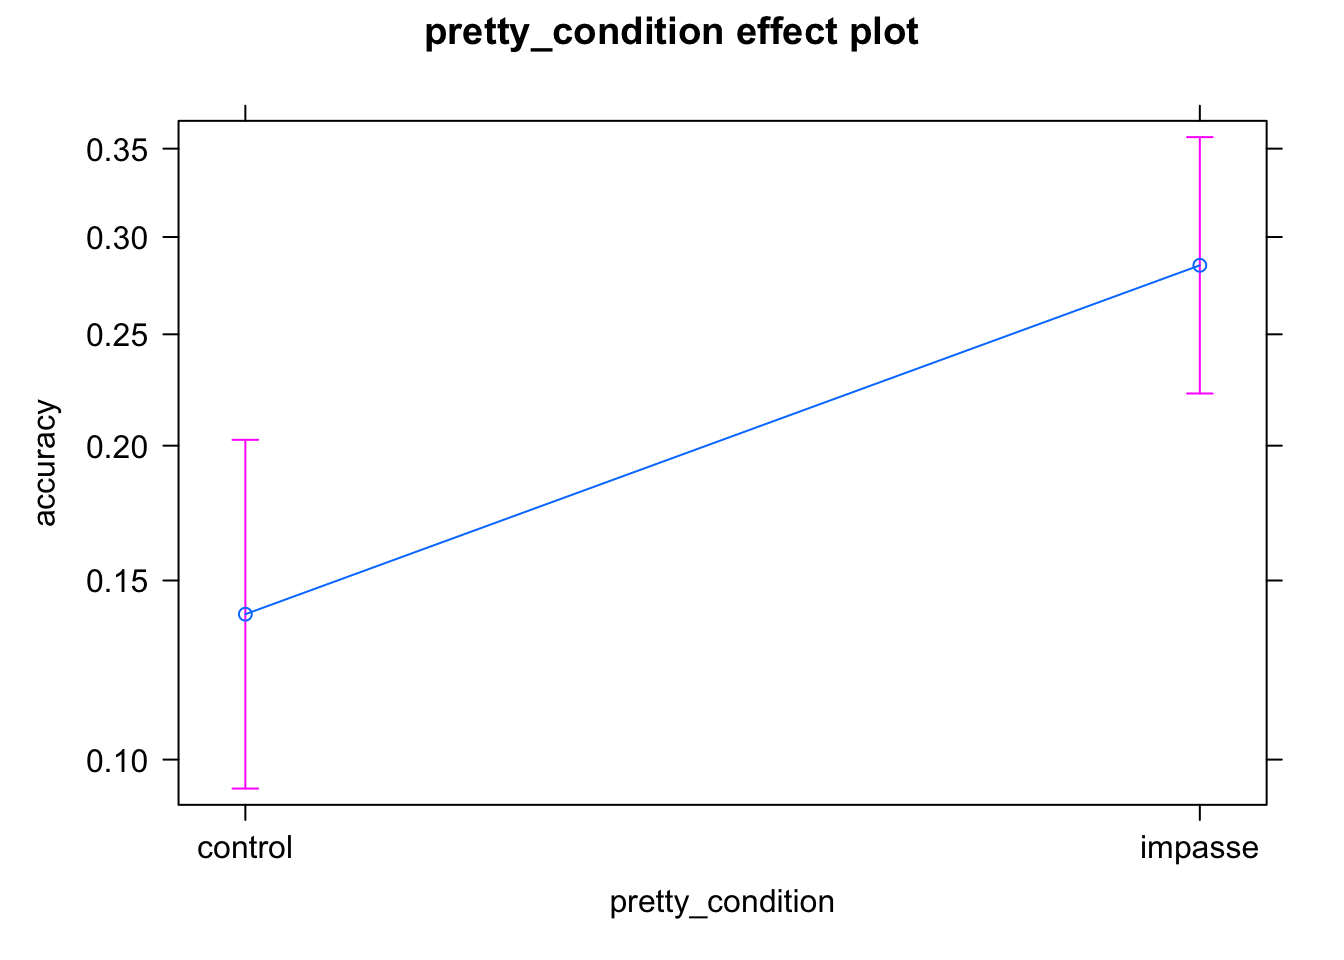 pretty_condition effect plot
0.35
0.30
0.25
0.20
0.15
0.10
accuracy
control
impasse
pretty_condition